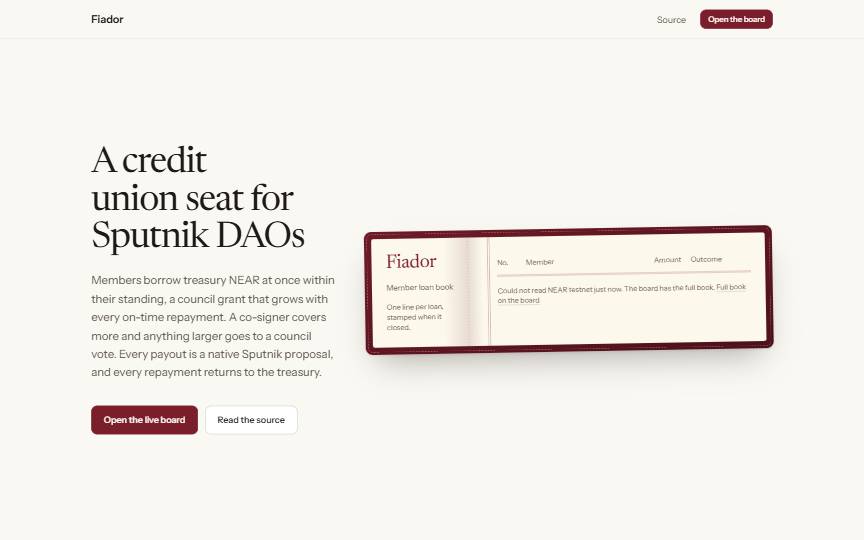 Fiador
Source
Open the board
A credit
union seat for
Sputnik DAOs
Members borrow treasury NEAR at once within
their standing, a council grant that grows with
every on-time repayment. A co-signer covers
more and anything larger goes to a council
vote. Every payout is a native Sputnik proposal,
and every repayment returns to the treasury.
Open the live board
Read the source
Fiador
Member loan book
One line per loan,
stamped when it
closed.
No. Member Amount Outcome
Could not read NEAR testnet just now. The board has the full book. Full book
on the board